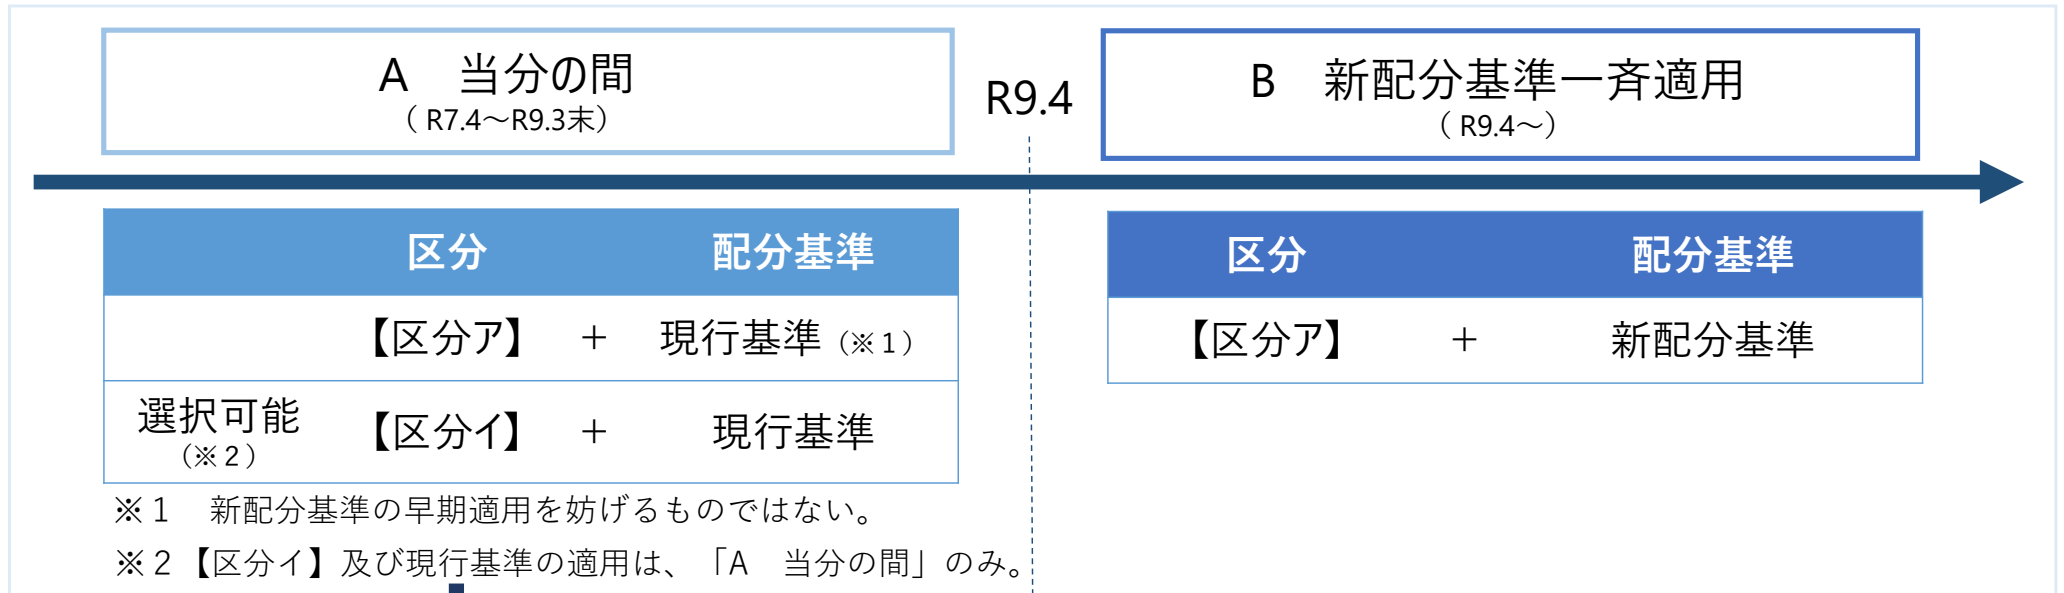 A　当分の間
（ R7.4～R9.3末）
R9.4
B　新配分基準一斉適用
（ R9.4～）
区分　配分基準
【区分ア】　＋　現行基準（※１）
選択可能（※２）　【区分イ】　＋　現行基準
※１　新配分基準の早期適用を妨げるものではない。
※２【区分イ】及び現行基準の適用は、「A　当分の間」のみ。
区分　配分基準
【区分ア】　＋　新配分基準